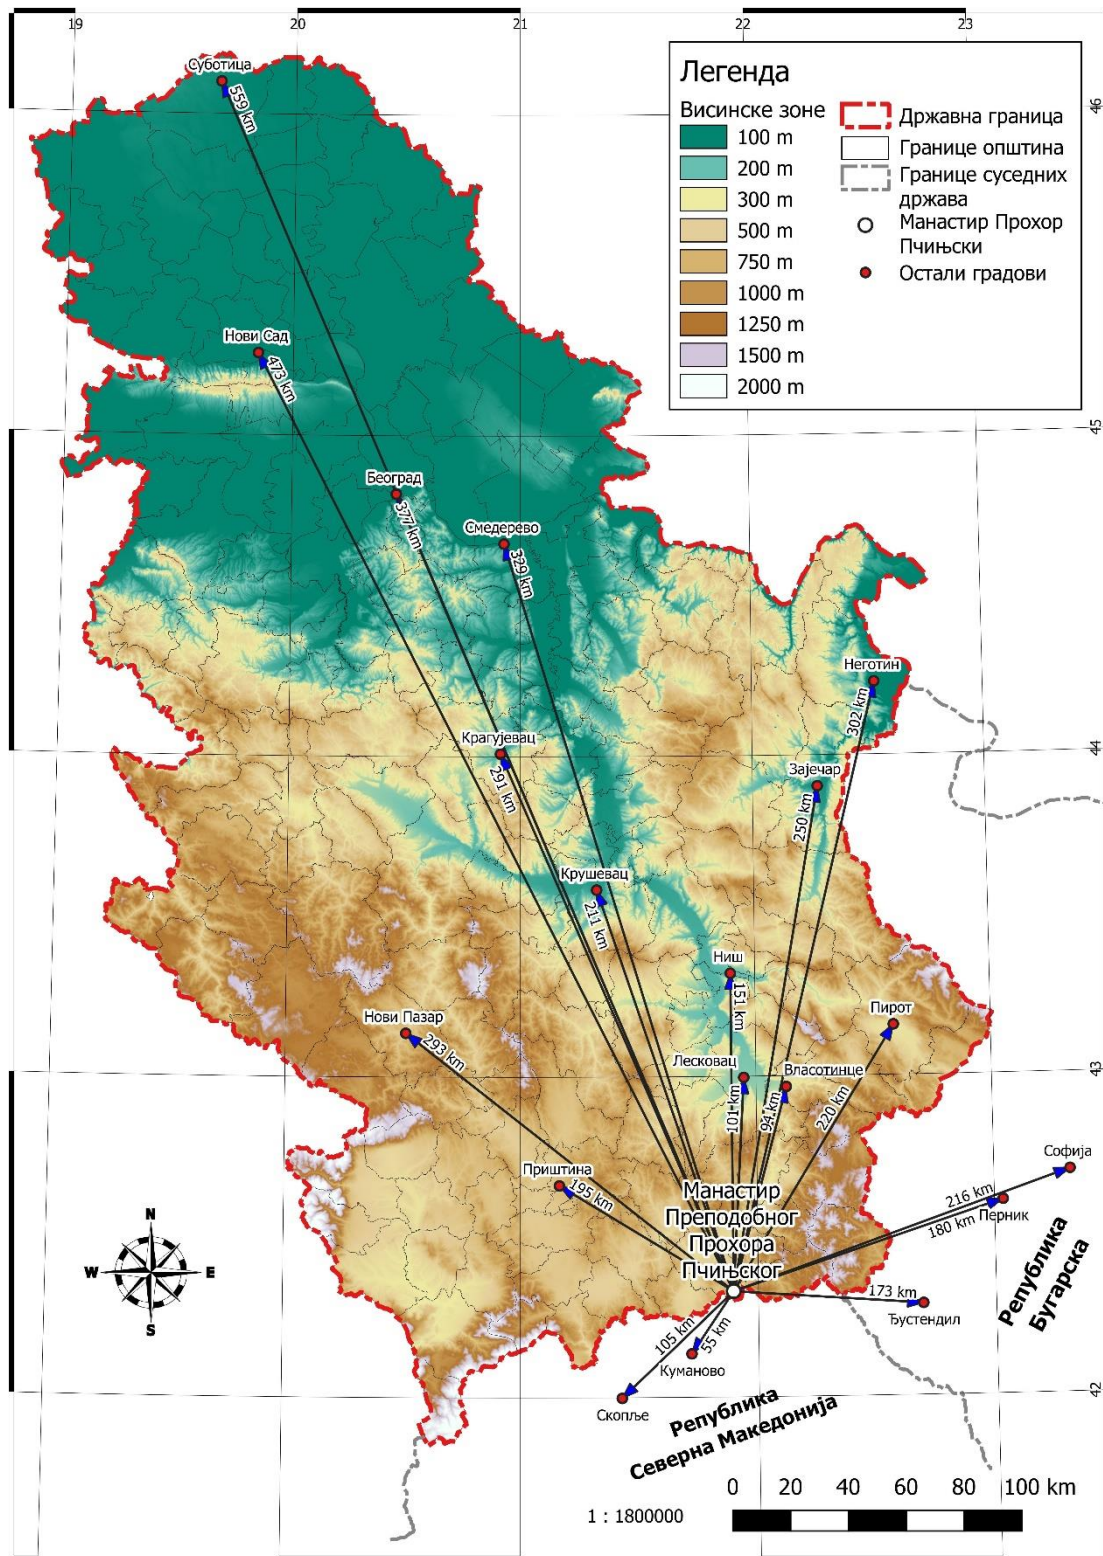 19
20
21
22
23
Суботица
559 km
46
Легенда
Висинске зоне
100 m
200 m
300 m
500 m
750 m
1000 m
1250 m
1500 m
2000 m
Државна граница
Границе општина
Границе суседних
држава
Манастир Прохор
Пчињски
Остали градови
Нови Сад
473 km
45
Београд
377 km
Смедерево
329 km
Неготин
302 km
44
Крагујевац
291 km
Зајечар
250 km
Крушевац
211 km
Ниш
151 km
Пирот
220 km
Нови Пазар
293 km
Лесковац
101 km
Власотинце
94 km
43
Приштина
195 km
Манастир
Преподобног
Прохора
Пчињског
Софија
216 km
Перник
180 km
Република
Бугарска
173 km
Ђустендил
105 km
55 km
Куманово
Скопље
42
Република
Северна Македонија
N
W
E
S
1 : 1800000
0 20 40 60 80 100 km